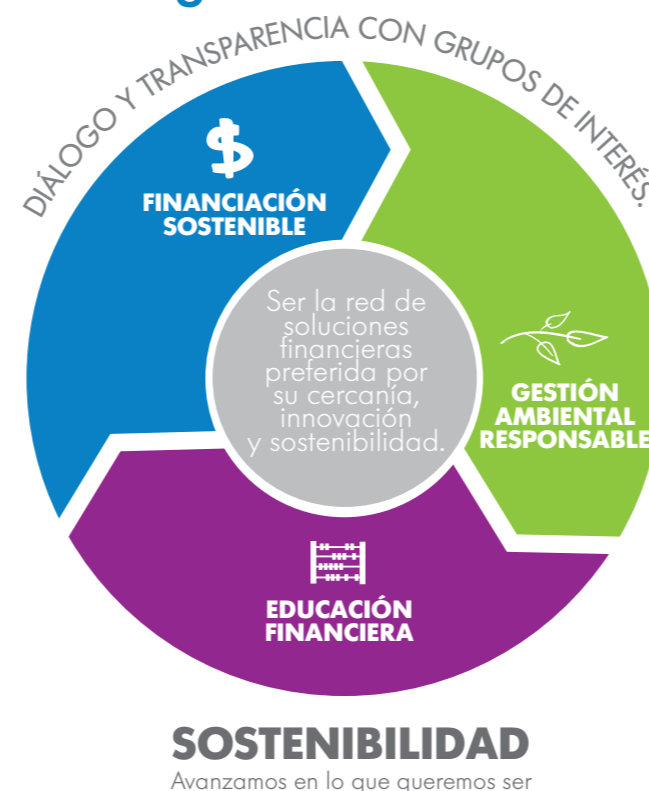 DIÁLOGO Y TRANSPARENCIA CON GRUPOS DE INTERÉS.
FINANCIACIÓN
SOSTENIBLE
Ser la red de
soluciones
financieras
preferida por
su cercanía,
innovación
y sostenibilidad.
GESTIÓN
AMBIENTAL
RESPONSABLE
EDUCACIÓN
FINANCIERA
SOSTENIBILIDAD
Avanzamos en lo que queremos ser